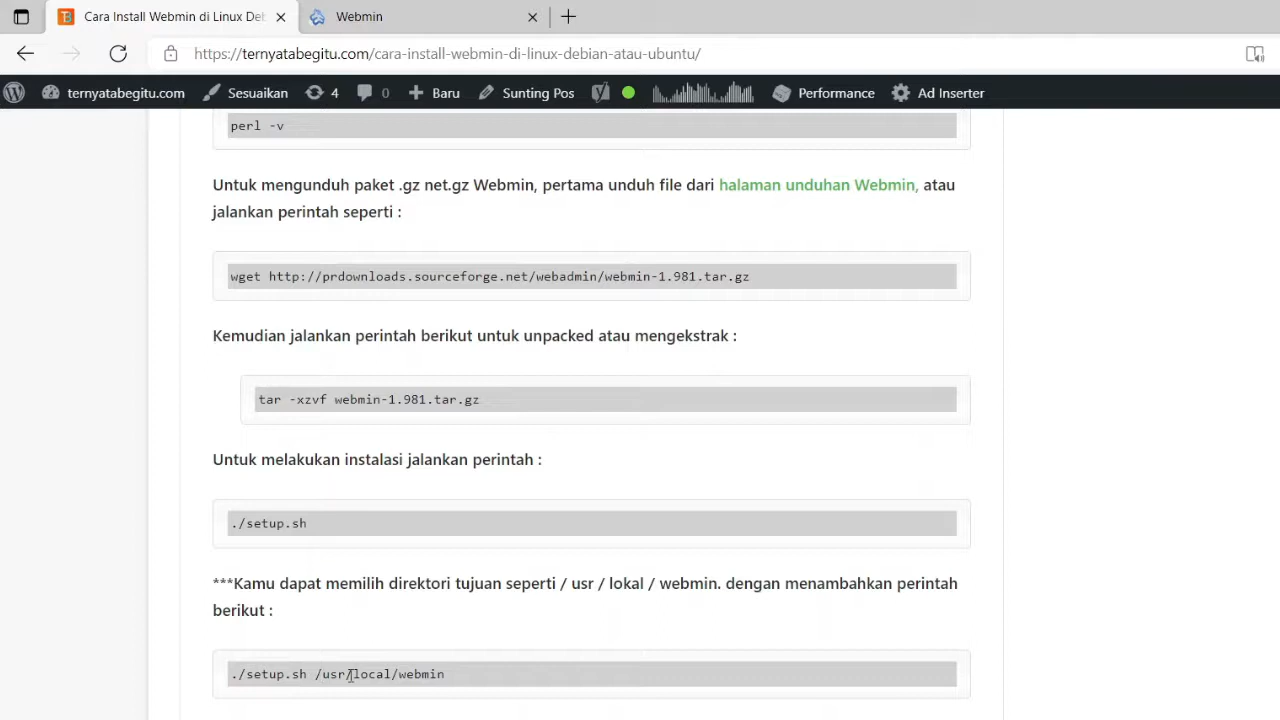 Cara Install Webmin di Linux Deb
Webmin
https://ternyatabegitu.com/cara-install-webmin-di-linux-debian-atau-ubuntu/
ternyatabegitu.com Sesuaikan 4 0 Baru Sunting Pos Performance Ad Inserter
perl -v
Untuk mengunduh paket .gz net.gz Webmin, pertama unduh file dari halaman unduhan Webmin, atau
jalankan perintah seperti :
wget http://prdownloads.sourceforge.net/webadmin/webmin-1.981.tar.gz
Kemudian jalankan perintah berikut untuk unpacked atau mengekstrak :
tar -xzvf webmin-1.981.tar.gz
Untuk melakukan instalasi jalankan perintah :
./setup.sh
***Kamu dapat memilih direktori tujuan seperti / usr / lokal / webmin. dengan menambahkan perintah
berikut :
./setup.sh /usr/local/webmin